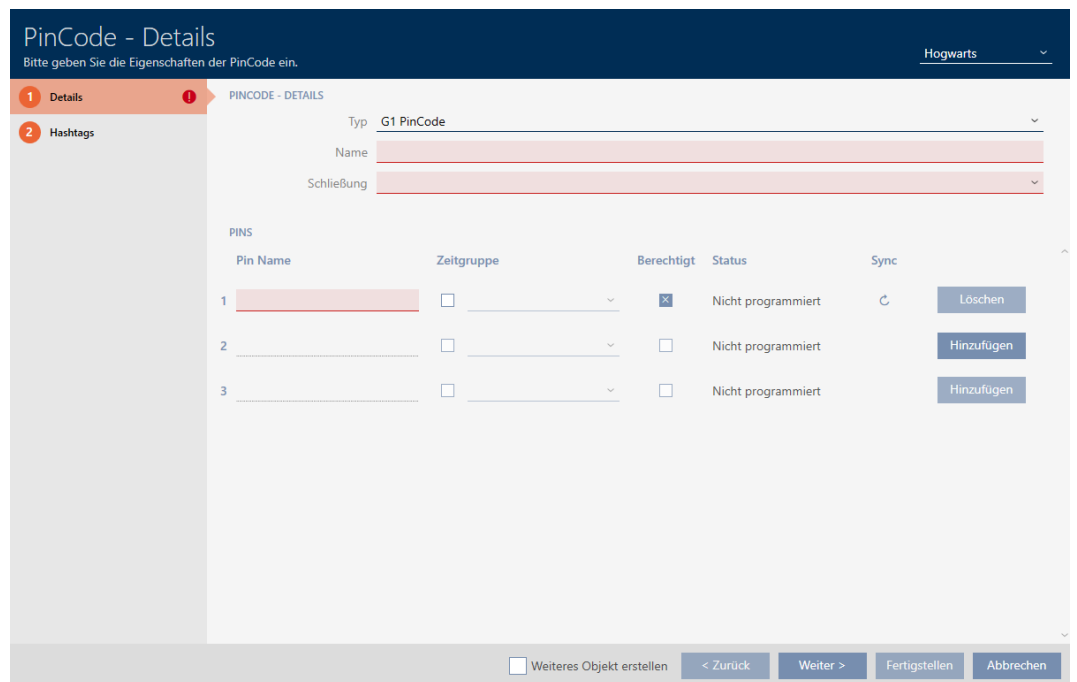 PinCode - Details
Bitte geben Sie die Eigenschaften der PinCode ein.
Hogwarts
1 Details
2 Hashtags
PINCODE - DETAILS
Typ G1 PinCode
Name
Schließung
PINS
Pin Name Zeitgruppe Berechtigt Status Sync
1 Nicht programmiert Löschen
2 Nicht programmiert Hinzufügen
3 Nicht programmiert Hinzufügen
Weiteres Objekt erstellen < Zurück Weiter > Fertigstellen Abbrechen